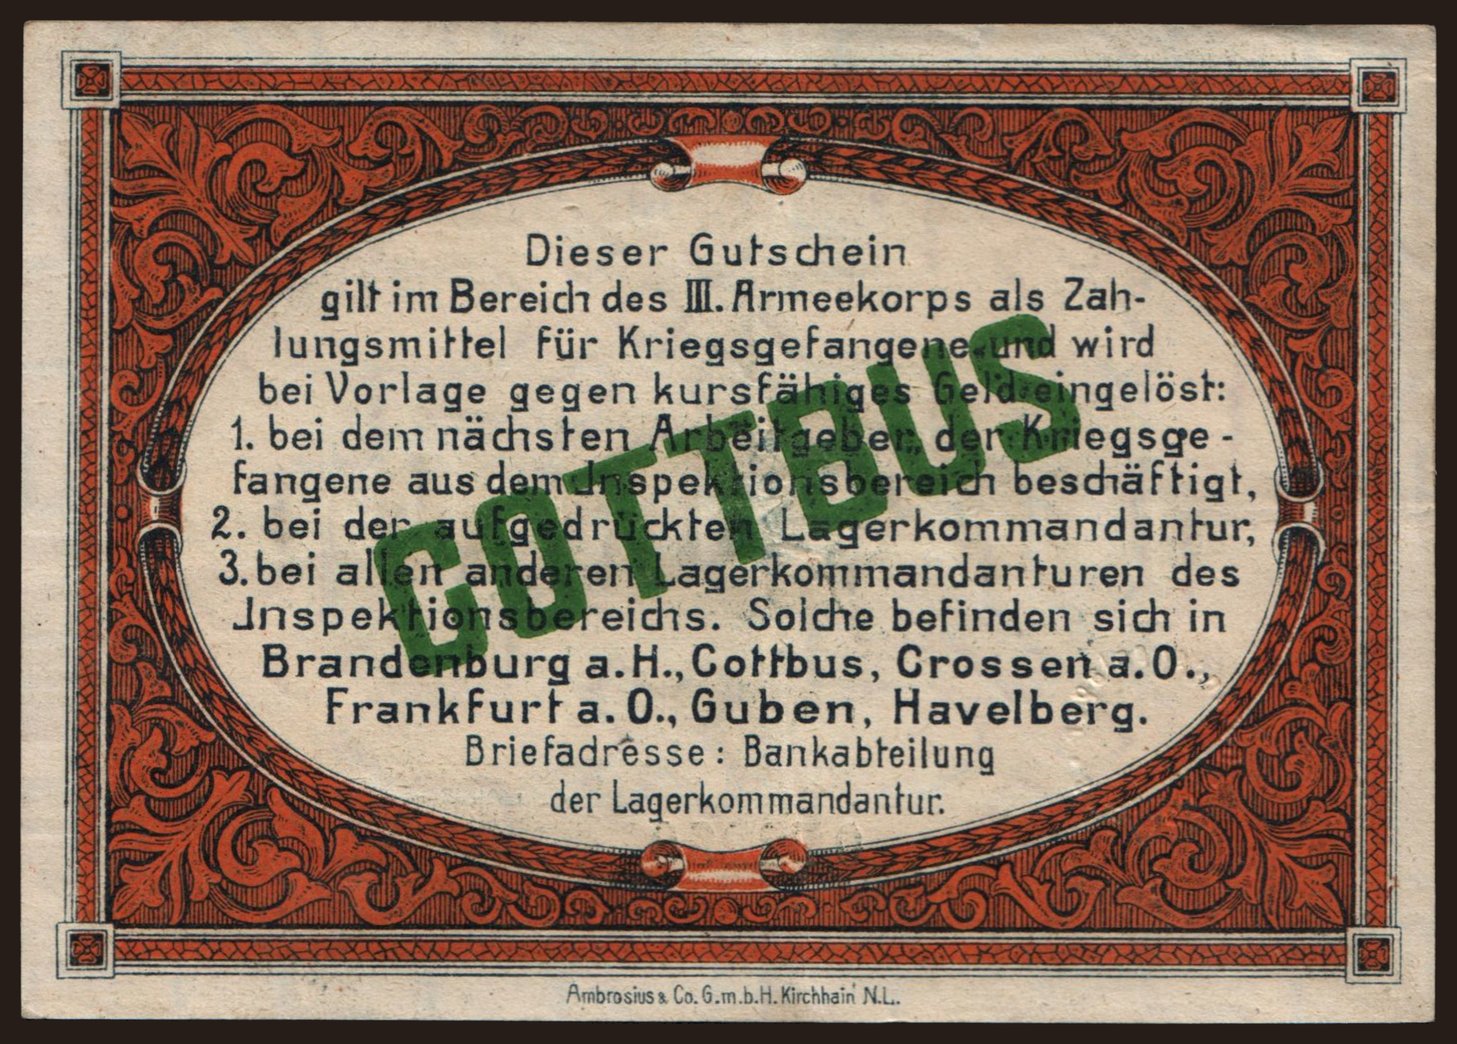 Dieser Gutschein
gilt im Bereich des III. Armeekorps als Zah-
lungsmittel für Kriegsgefangene und wird
bei Vorlage gegen kursfähiges Geld eingelöst:
1. bei dem nächsten Arbeitgeber, der Kriegsge-
fangene aus dem Inspektionsbereich beschäftigt,
2. bei der aufgedrückten Lagerkommandantur,
3. bei allen anderen Lagerkommandanturen des
Inspektionsbereichs. Solche befinden sich in
Brandenburg a. H., Cottbus, Crossen a. O.,
Frankfurt a. O., Guben, Havelberg.
Briefadresse: Bankabteilung
der Lagerkommandantur.
COTTBUS
Ambrosius & Co. G.m.b.H. Kirchhain N.L.